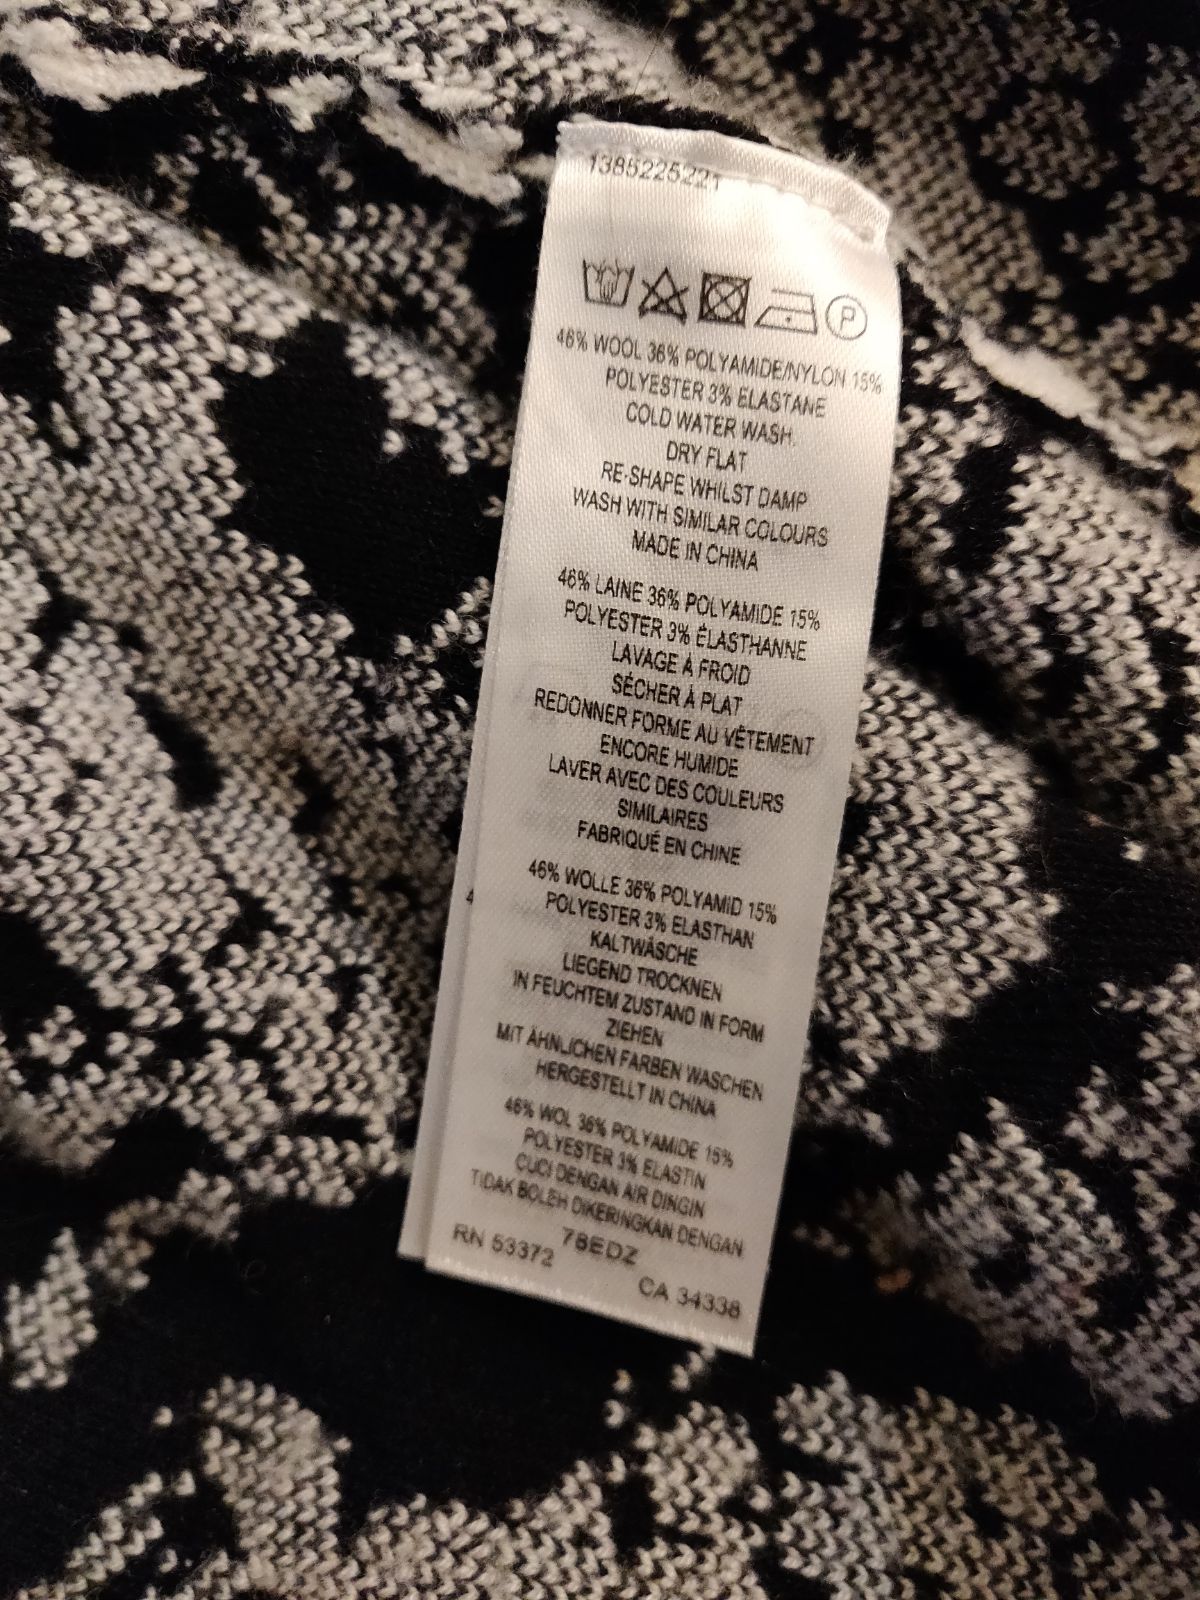 1385225221
P
46% WOOL 36% POLYAMIDE/NYLON 15%
POLYESTER 3% ELASTANE
COLD WATER WASH.
DRY FLAT
RE-SHAPE WHILST DAMP
WASH WITH SIMILAR COLOURS
MADE IN CHINA
46% LAINE 36% POLYAMIDE 15%
POLYESTER 3% ÉLASTHANNE
LAVAGE À FROID
SÉCHER À PLAT
REDONNER FORME AU VÊTEMENT
ENCORE HUMIDE
LAVER AVEC DES COULEURS
SIMILAIRES
FABRIQUÉ EN CHINE
46% WOLLE 36% POLYAMID 15%
POLYESTER 3% ELASTHAN
KALTWÄSCHE
LIEGEND TROCKNEN
IN FEUCHTEM ZUSTAND IN FORM
ZIEHEN
MIT ÄHNLICHEN FARBEN WASCHEN
HERGESTELLT IN CHINA
46% WOL 36% POLYAMIDE 15%
POLYESTER 3% ELASTIN
CUCI DENGAN AIR DINGIN
TIDAK BOLEH DIKERINGKAN DENGAN
RN 53372 78EDZ CA 34338